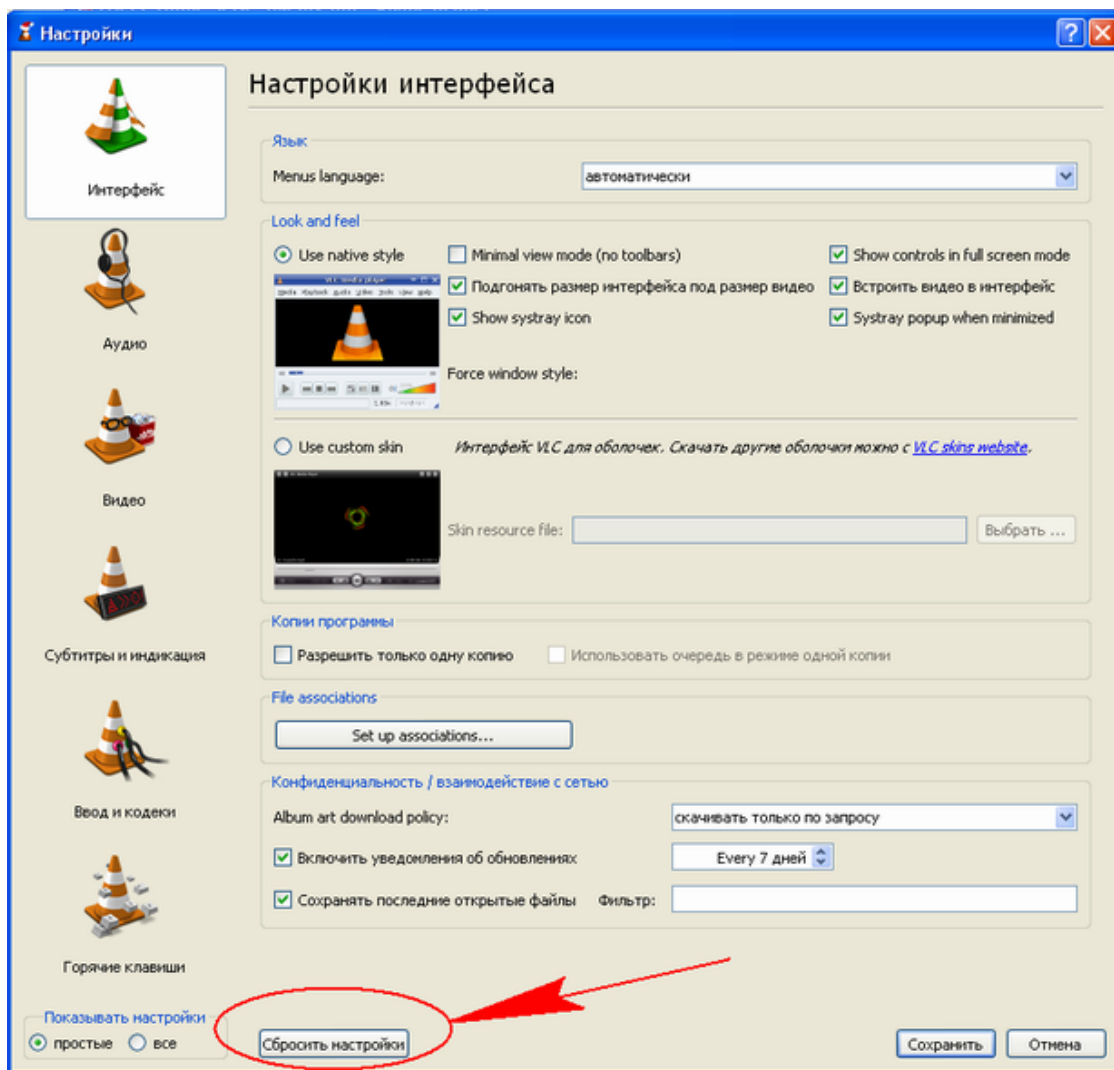 Настройки
Настройки интерфейса
Интерфейс
Аудио
Видео
Субтитры и индикация
Ввод и кодеки
Горячие клавиши
Язык
Menus language: автоматически
Look and feel
Use native style
Minimal view mode (no toolbars)
Show controls in full screen mode
Подгонять размер интерфейса под размер видео
Встроить видео в интерфейс
Show systray icon
Systray popup when minimized
VLC media player
Force window style:
Use custom skin
Интерфейс VLC для оболочек. Скачать другие оболочки можно с VLC skins website.
Skin resource file:
Выбрать ...
Копии программы
Разрешить только одну копию
Использовать очередь в режиме одной копии
File associations
Set up associations...
Конфиденциальность / взаимодействие с сетью
Album art download policy: скачивать только по запросу
Включить уведомления об обновлениях
Every 7 дней
Сохранять последние открытые файлы Фильтр:
Показывать настройки
простые все
Сбросить настройки
Сохранить
Отмена